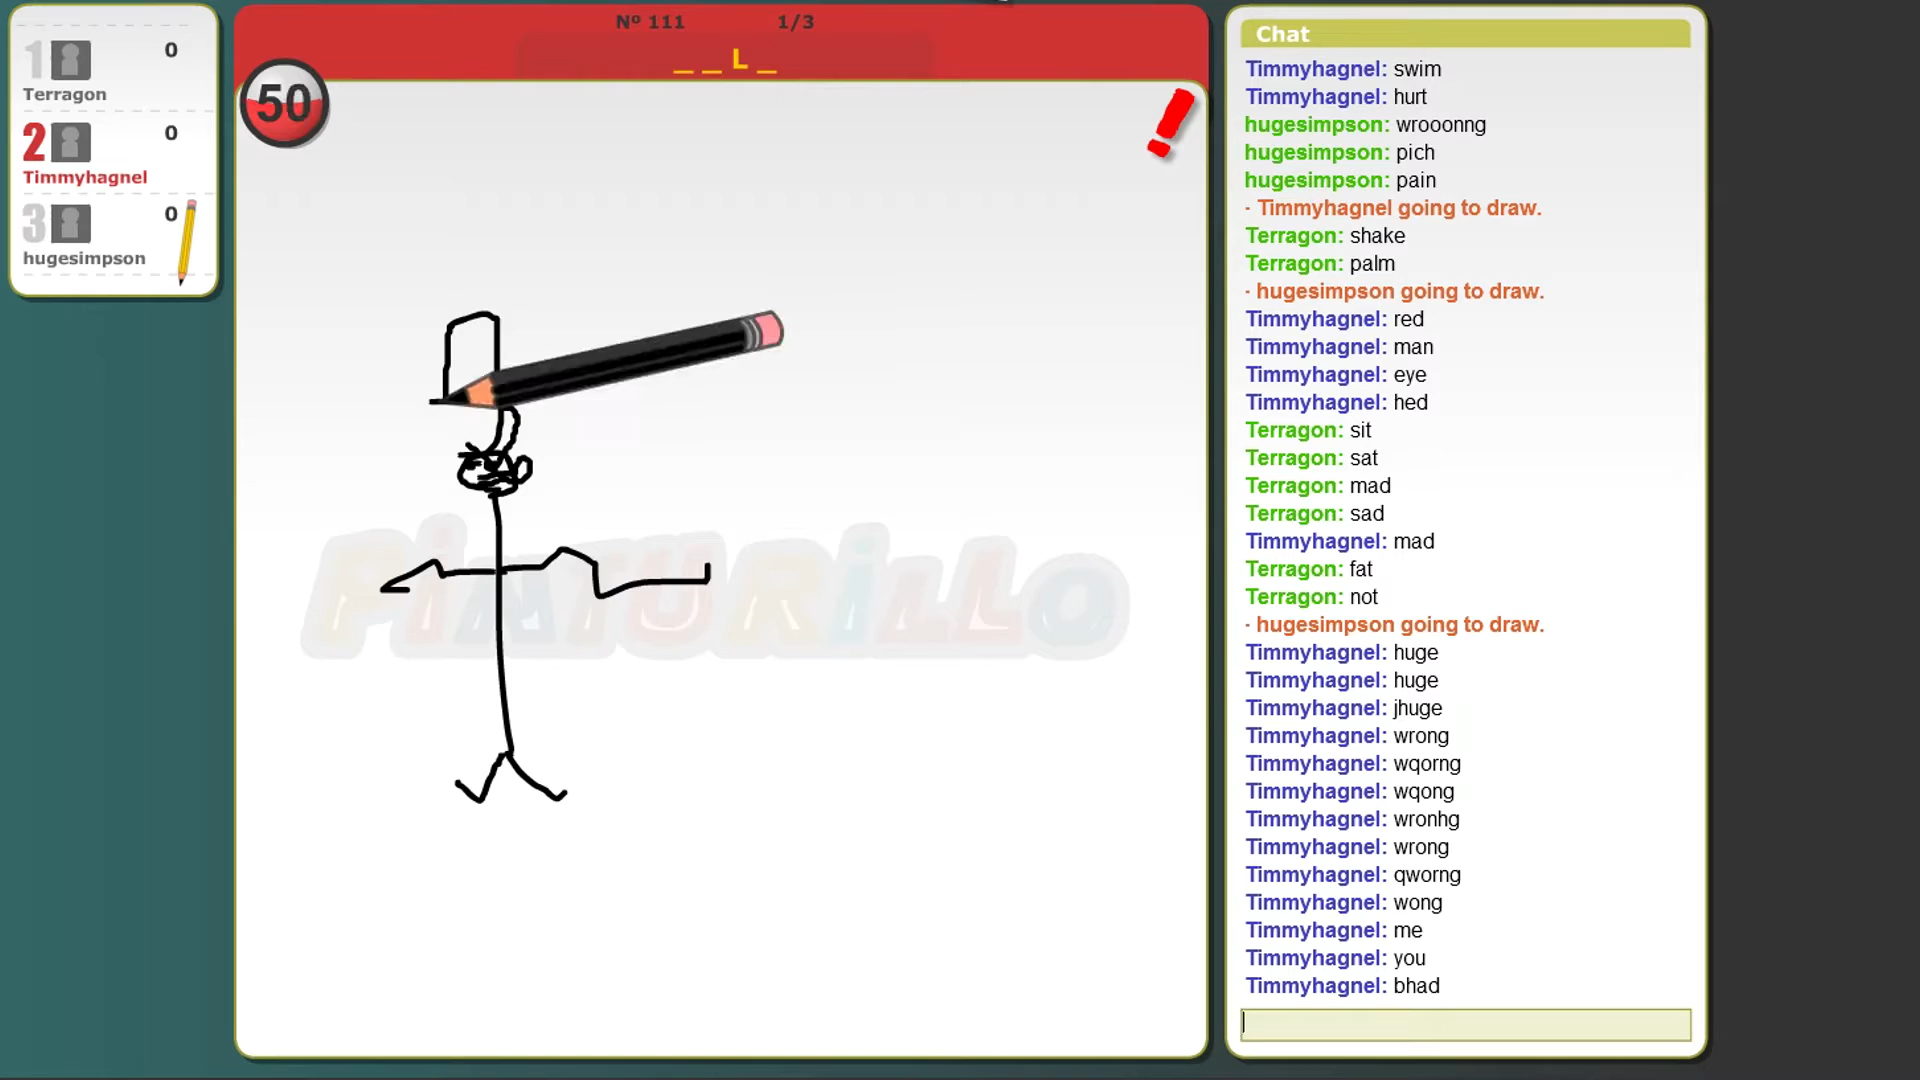 1
0
Terragon
2
0
Timmyhagnel
3
0
hugesimpson
Nº 111 1/3
_ _ L _
50
!
PiNTURiLLO
Chat
Timmyhagnel: swim
Timmyhagnel: hurt
hugesimpson: wrooonng
hugesimpson: pich
hugesimpson: pain
- Timmyhagnel going to draw.
Terragon: shake
Terragon: palm
- hugesimpson going to draw.
Timmyhagnel: red
Timmyhagnel: man
Timmyhagnel: eye
Timmyhagnel: hed
Terragon: sit
Terragon: sat
Terragon: mad
Terragon: sad
Timmyhagnel: mad
Terragon: fat
Terragon: not
- hugesimpson going to draw.
Timmyhagnel: huge
Timmyhagnel: huge
Timmyhagnel: jhuge
Timmyhagnel: wrong
Timmyhagnel: wqorng
Timmyhagnel: wqong
Timmyhagnel: wronhg
Timmyhagnel: wrong
Timmyhagnel: qworng
Timmyhagnel: wong
Timmyhagnel: me
Timmyhagnel: you
Timmyhagnel: bhad